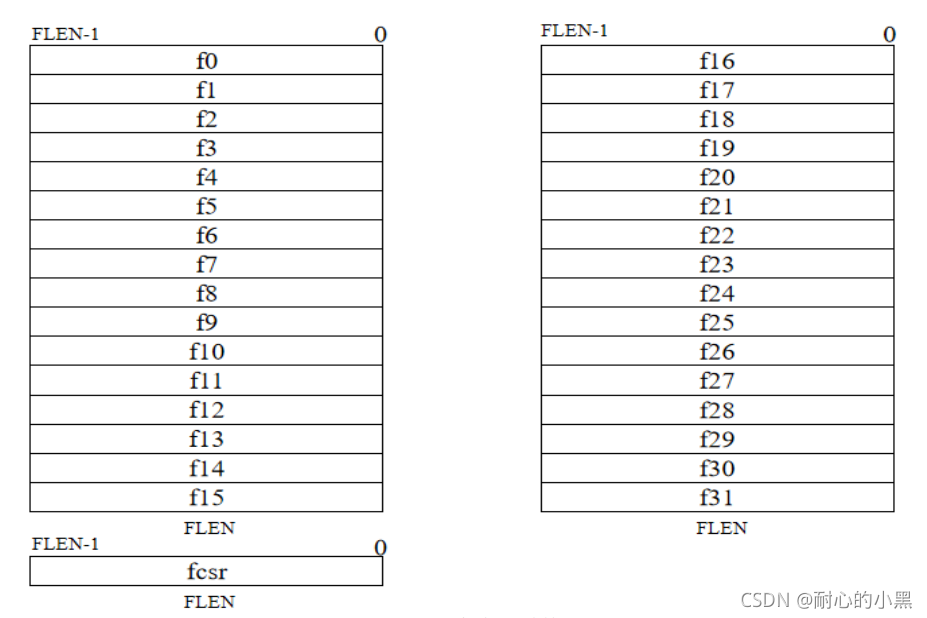 FLEN-1 0
f0
f1
f2
f3
f4
f5
f6
f7
f8
f9
f10
f11
f12
f13
f14
f15
FLEN
FLEN-1 0
fcsr
FLEN
FLEN-1 0
f16
f17
f18
f19
f20
f21
f22
f23
f24
f25
f26
f27
f28
f29
f30
f31
FLEN
CSDN @耐心的小黑